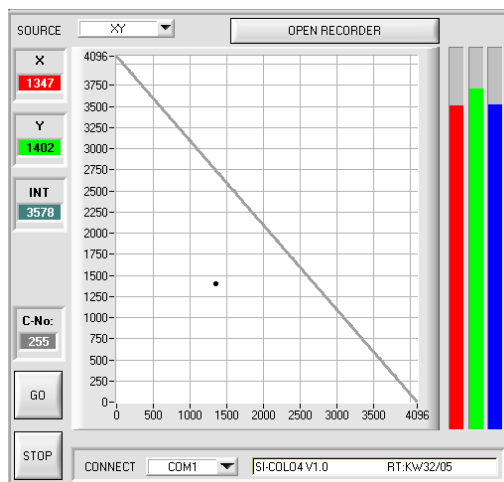 SOURCE XY OPEN RECORDER
X
1347
Y
1402
INT
3578
C-No:
255
GO
STOP
4096
3750
3500
3250
3000
2750
2500
2250
2000
1750
1500
1250
1000
750
500
250
0
0 500 1000 1500 2000 2500 3000 3500 4096
CONNECT COM1 SI-COLO4 V1.0 RT:KW32/05